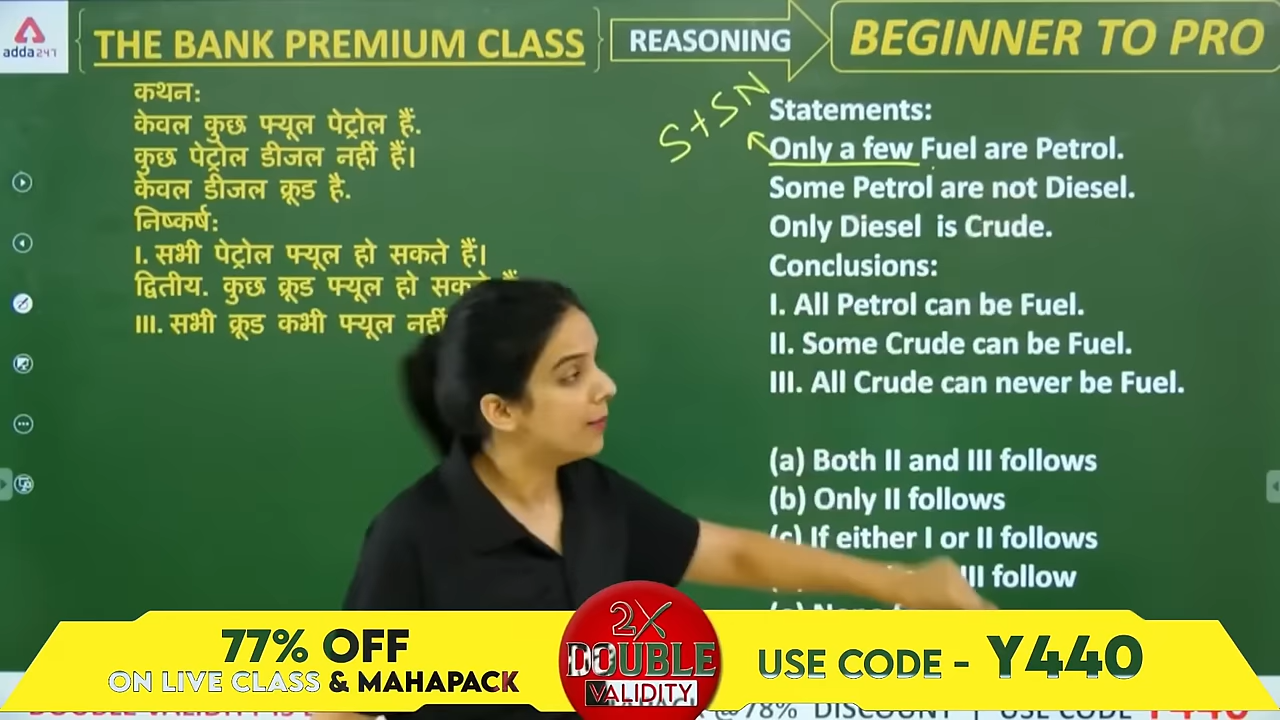 adda247
THE BANK PREMIUM CLASS
REASONING
BEGINNER TO PRO
कथन:
केवल कुछ फ्यूल पेट्रोल हैं.
कुछ पेट्रोल डीजल नहीं हैं।
केवल डीजल क्रूड है.
निष्कर्ष:
I. सभी पेट्रोल फ्यूल हो सकते हैं।
द्वितीय. कुछ क्रूड फ्यूल हो सकते हैं
III. सभी क्रूड कभी फ्यूल नहीं
S+SN
Statements:
Only a few Fuel are Petrol.
Some Petrol are not Diesel.
Only Diesel is Crude.
Conclusions:
I. All Petrol can be Fuel.
II. Some Crude can be Fuel.
III. All Crude can never be Fuel.
(a) Both II and III follows
(b) Only II follows
(c) If either I or II follows
III follow
77% OFF
ON LIVE CLASS & MAHAPACK
2X
DOUBLE
VALIDITY
USE CODE - Y440
78% DISCOUNT | USE CODE Y440